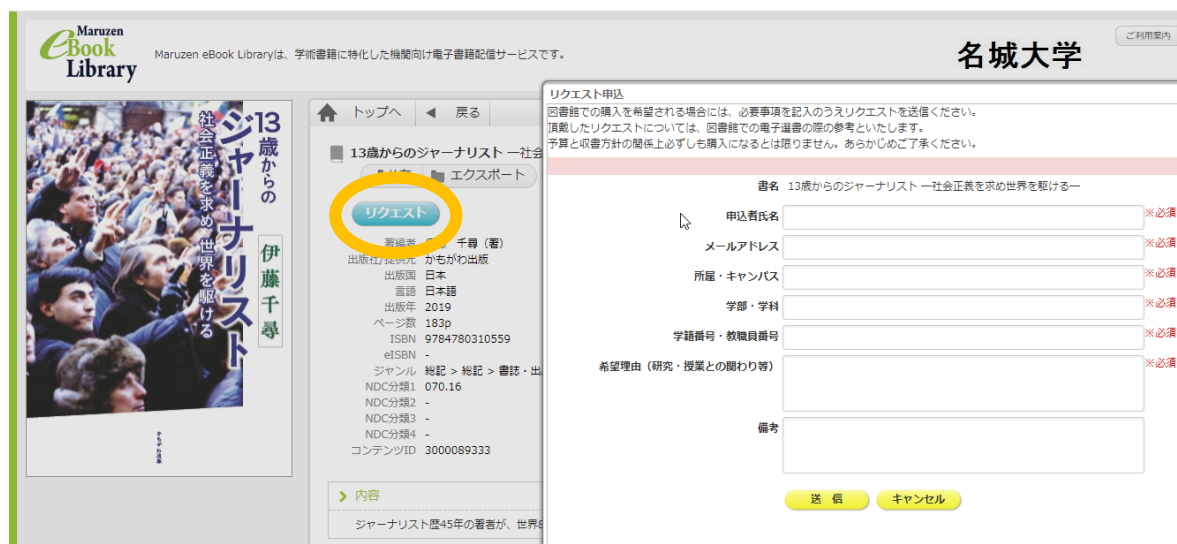 Maruzen
eBook
Library
Maruzen eBook Libraryは、学術書籍に特化した機関向け電子書籍配信サービスです。
名城大学
ご利用案内
13歳からの
ジャーナリスト
社会正義を求め世界を駆ける
伊藤千尋
かもがわ出版
トップへ
戻る
13歳からのジャーナリスト ―社会
エクスポート
リクエスト
著編者 千尋（著）
出版社/提供元 かもがわ出版
出版国 日本
言語 日本語
出版年 2019
ページ数 183p
ISBN 9784780310559
eISBN -
ジャンル 総記 > 総記 > 書誌・出
NDC分類1 070.16
NDC分類2 -
NDC分類3 -
NDC分類4 -
コンテンツID 3000089333
内容
ジャーナリスト歴45年の著者が、世界8
リクエスト申込
図書館での購入を希望される場合には、必要事項を記入のうえリクエストを送信ください。
頂戴したリクエストについては、図書館での電子選書の際の参考といたします。
予算と収書方針の関係上必ずしも購入になるとは限りません。あらかじめご了承ください。
書名 13歳からのジャーナリスト ―社会正義を求め世界を駆ける―
申込者氏名 ※必須
メールアドレス ※必須
所属・キャンパス ※必須
学部・学科 ※必須
学籍番号・教職員番号 ※必須
希望理由（研究・授業との関わり等） ※必須
備考
送 信
キャンセル